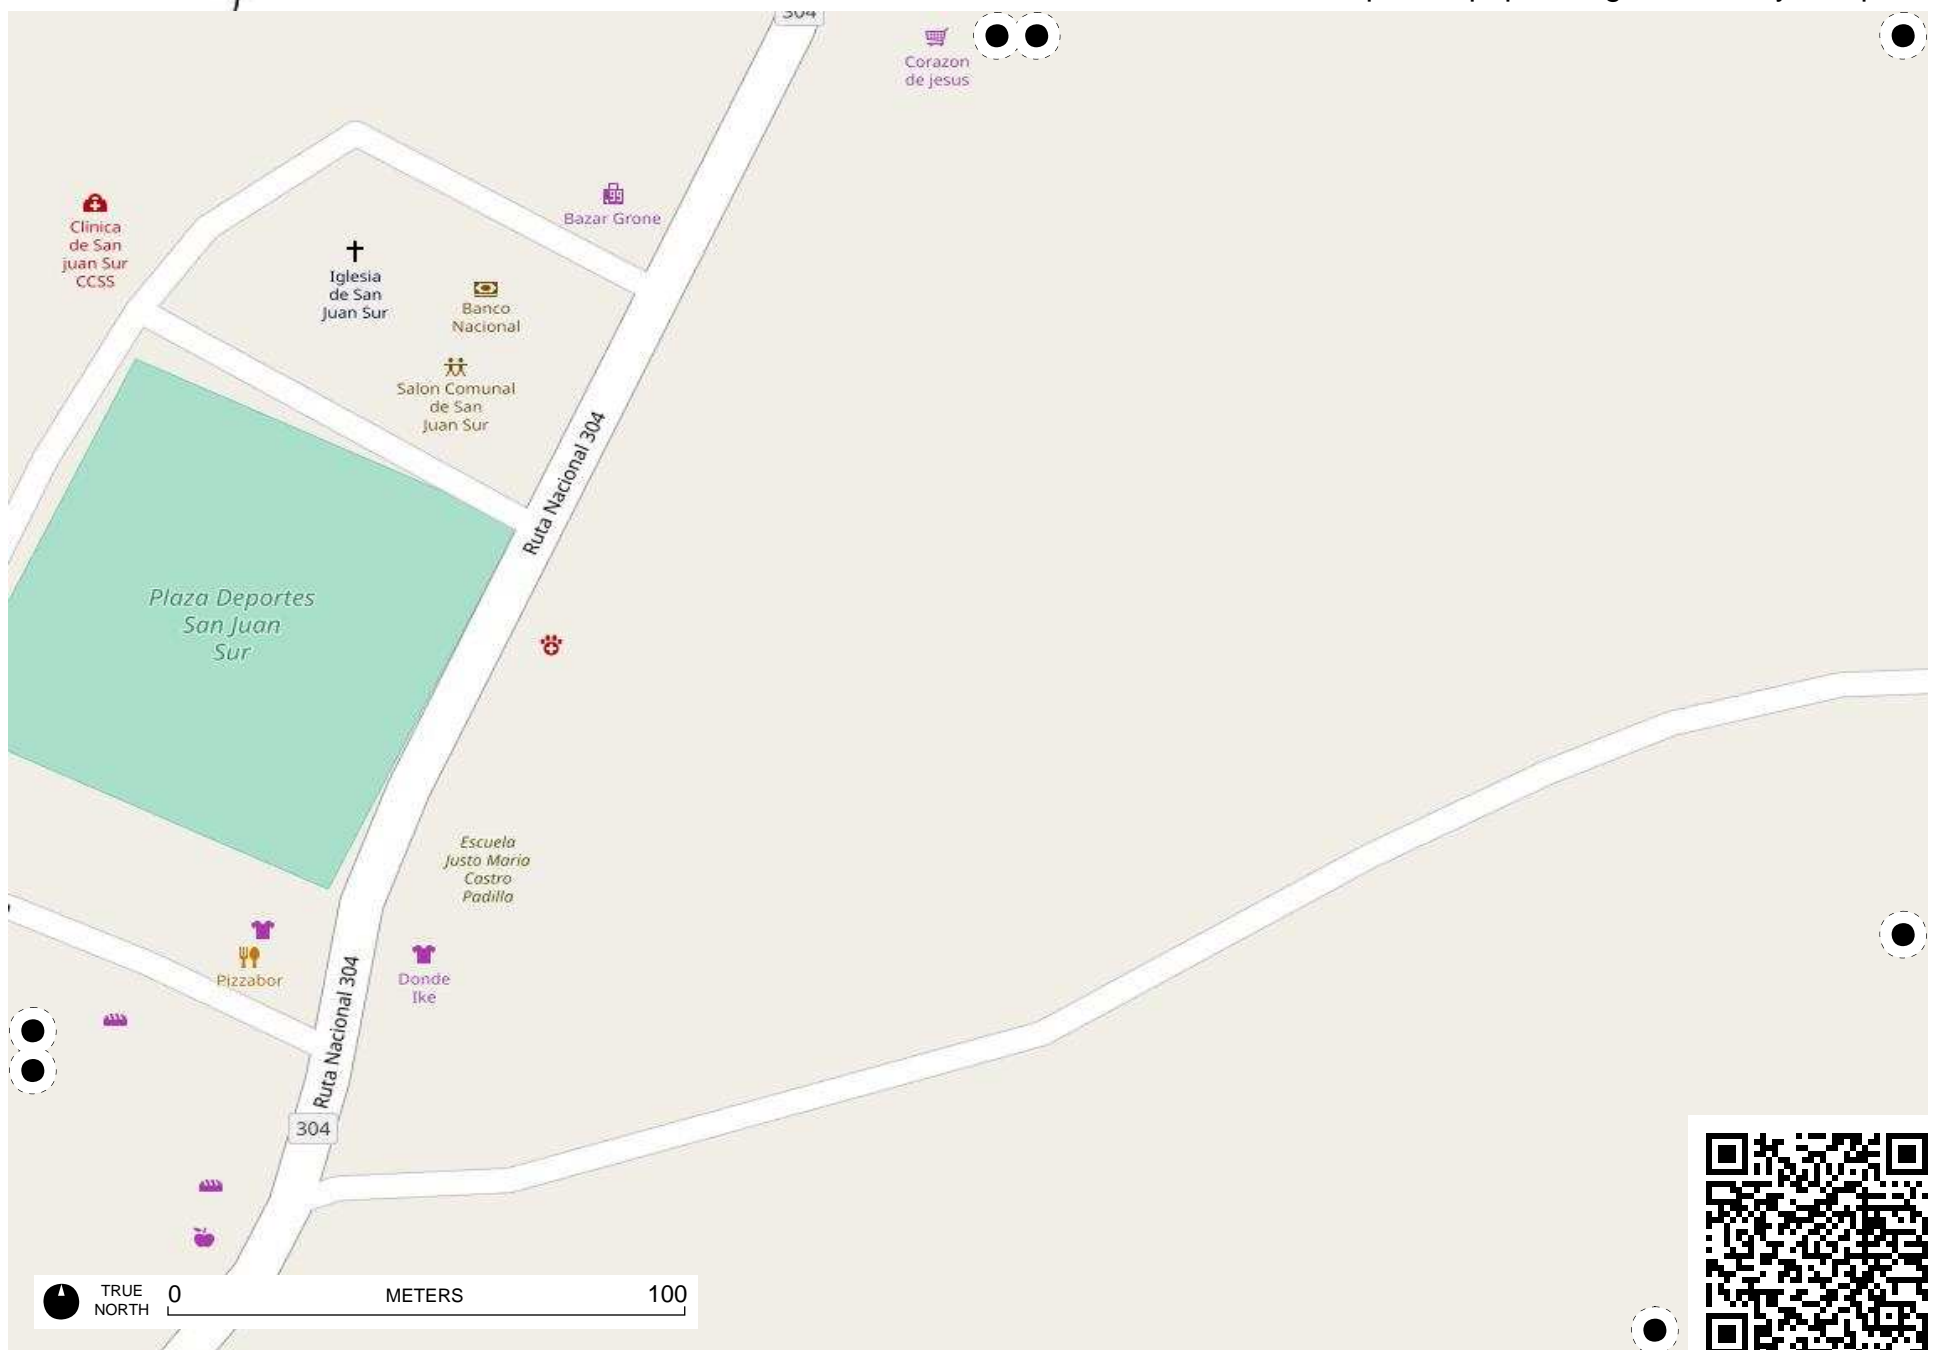 304
Corazon
de jesus
Bazar Grone
Clinica
de San
juan Sur
CCSS
Iglesia
de San
Juan Sur
Banco
Nacional
Salon Comunal
de San
Juan Sur
Ruta Nacional 304
Plaza Deportes
San Juan
Sur
Escuela
Justo Maria
Castro
Padilla
Pizzabor
Donde
Ike
Ruta Nacional 304
304
TRUE
NORTH
0 METERS 100